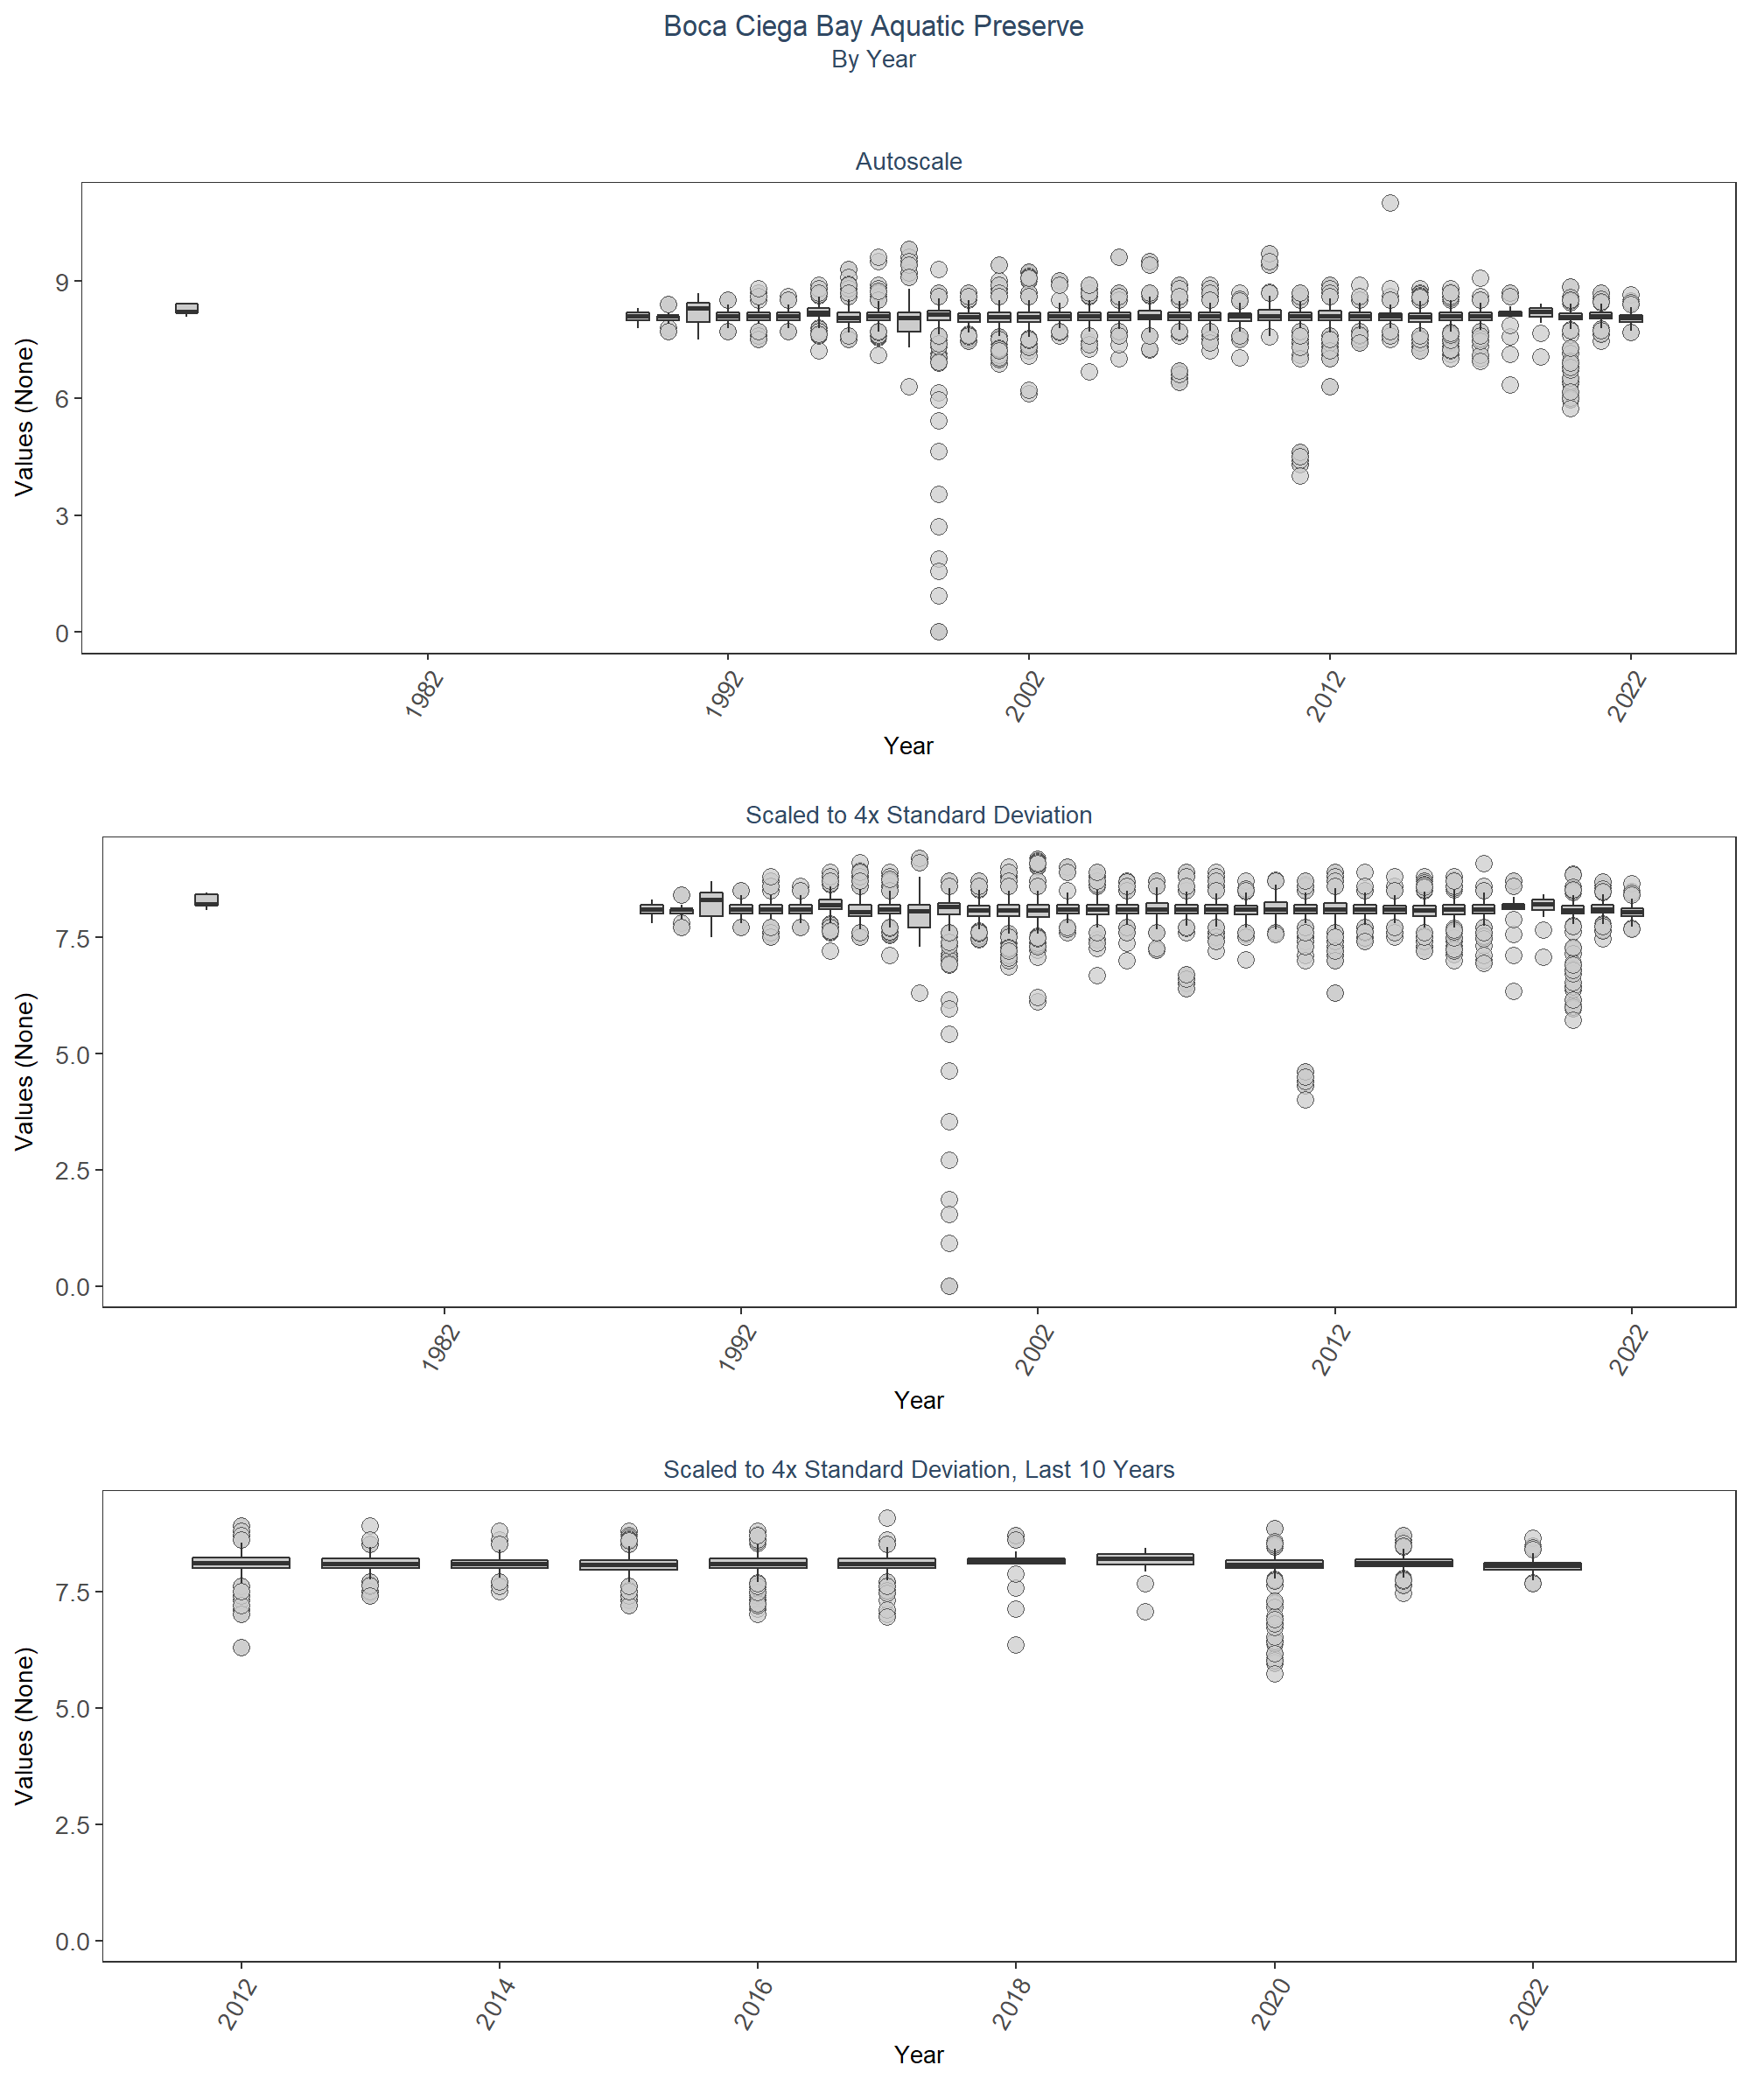 Boca Ciega Bay Aquatic Preserve
By Year
Autoscale
Values (None)
9
6
3
0
1982
1992
2002
2012
2022
Year
Scaled to 4x Standard Deviation
Values (None)
7.5
5.0
2.5
0.0
1982
1992
2002
2012
2022
Year
Scaled to 4x Standard Deviation, Last 10 Years
Values (None)
7.5
5.0
2.5
0.0
2012
2014
2016
2018
2020
2022
Year